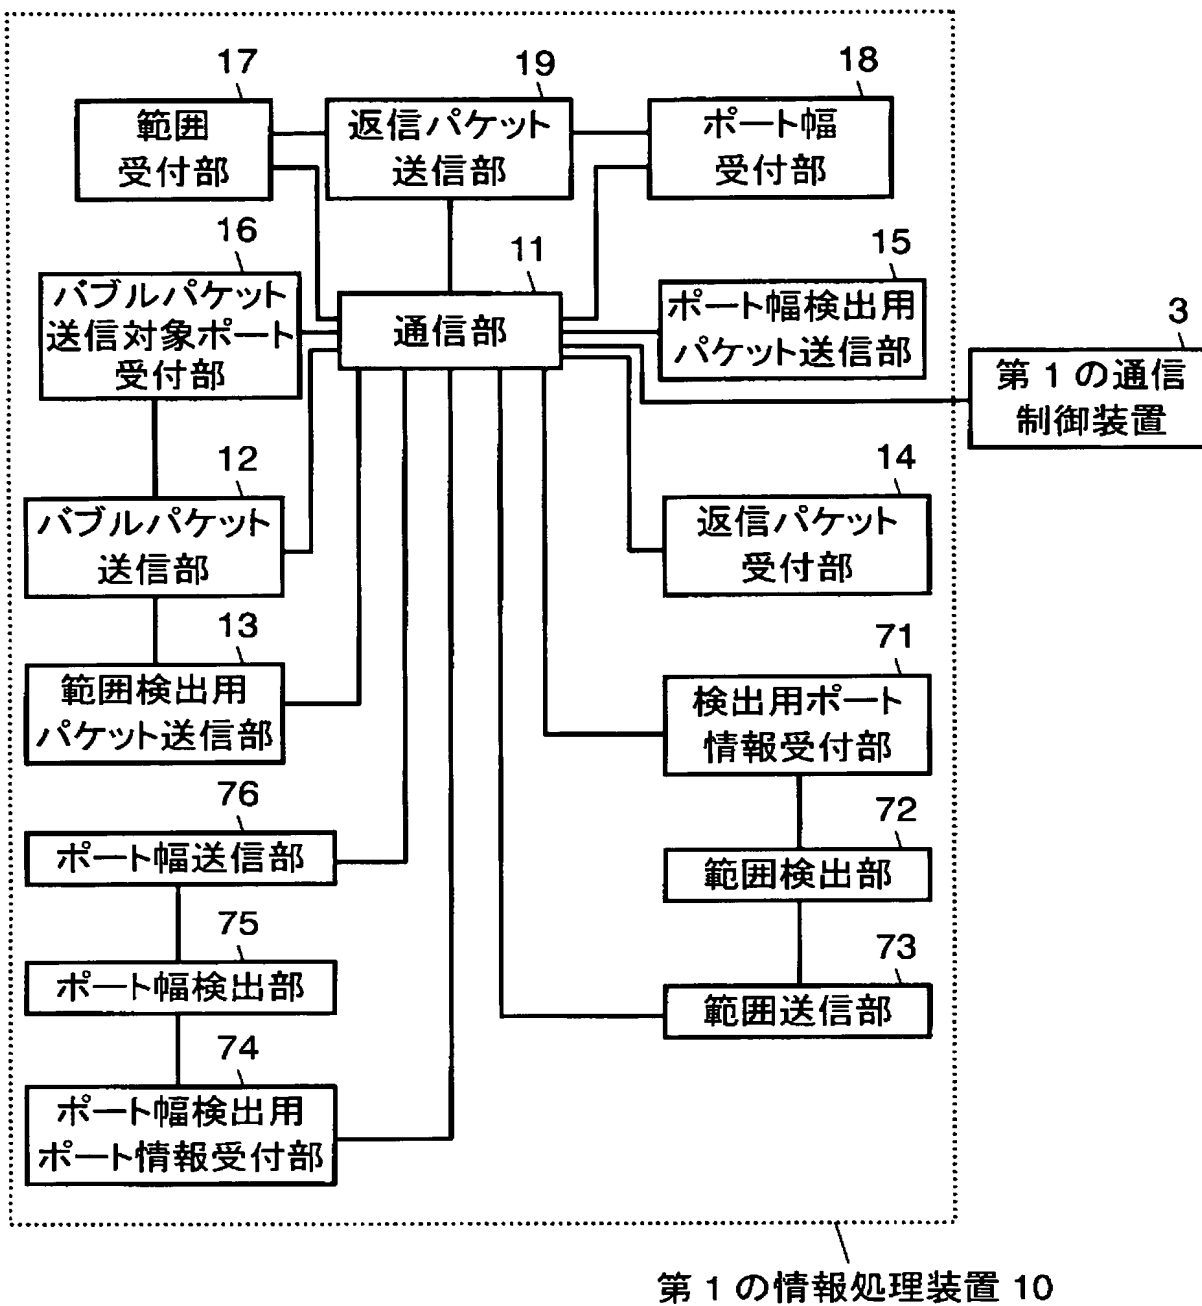 17
範囲
受付部
19
返信パケット
送信部
18
ポート幅
受付部
16
バブルパケット
送信対象ポート
受付部
11
通信部
15
ポート幅検出用
パケット送信部
3
第1の通信
制御装置
12
バブルパケット
送信部
14
返信パケット
受付部
13
範囲検出用
パケット送信部
71
検出用ポート
情報受付部
76
ポート幅送信部
72
範囲検出部
75
ポート幅検出部
73
範囲送信部
74
ポート幅検出用
ポート情報受付部
第1の情報処理装置10